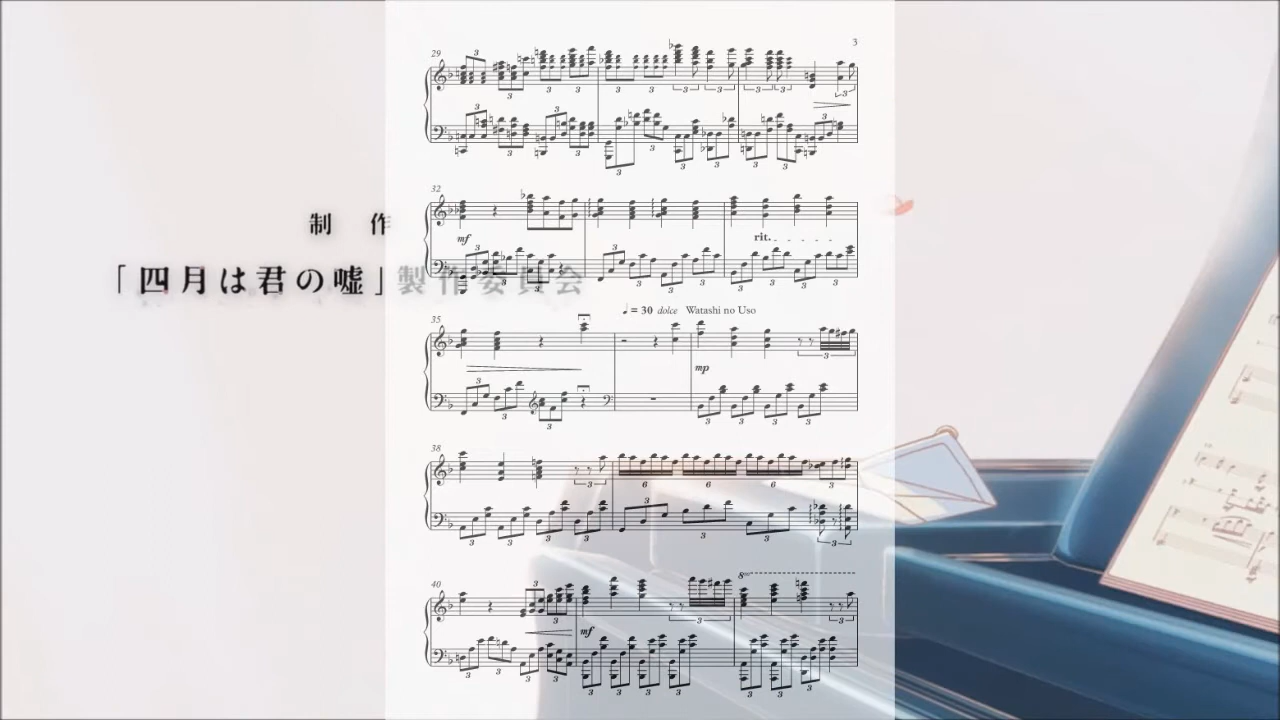 3
29
制 作
「四月は君の嘘」製作委員会
32
mf
rit.
35
♩ = 30 dolce Watashi no Uso
mp
38
40
mf
8va